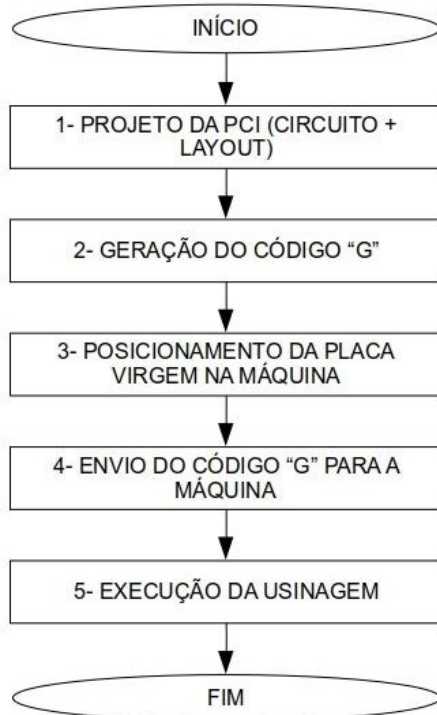 INÍCIO
1- PROJETO DA PCI (CIRCUITO +
LAYOUT)
2- GERAÇÃO DO CÓDIGO “G”
3- POSICIONAMENTO DA PLACA
VIRGEM NA MÁQUINA
4- ENVIO DO CÓDIGO “G” PARA A
MÁQUINA
5- EXECUÇÃO DA USINAGEM
FIM